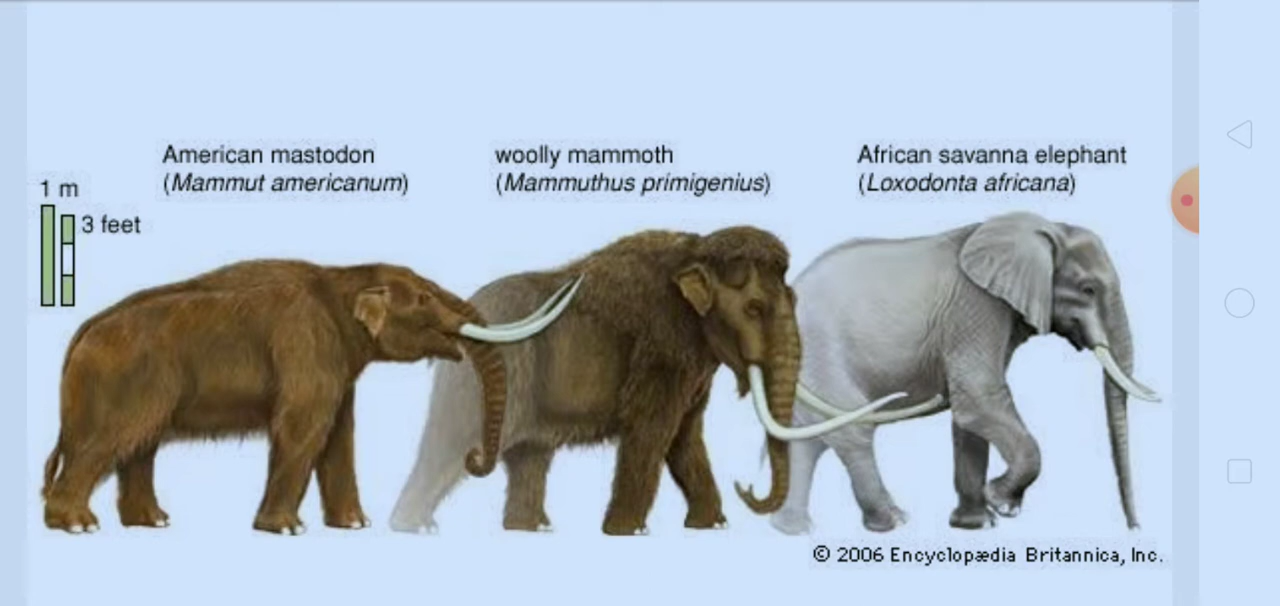 American mastodon
(Mammut americanum)
woolly mammoth
(Mammuthus primigenius)
African savanna elephant
(Loxodonta africana)
1 m
3 feet
© 2006 Encyclopædia Britannica, Inc.